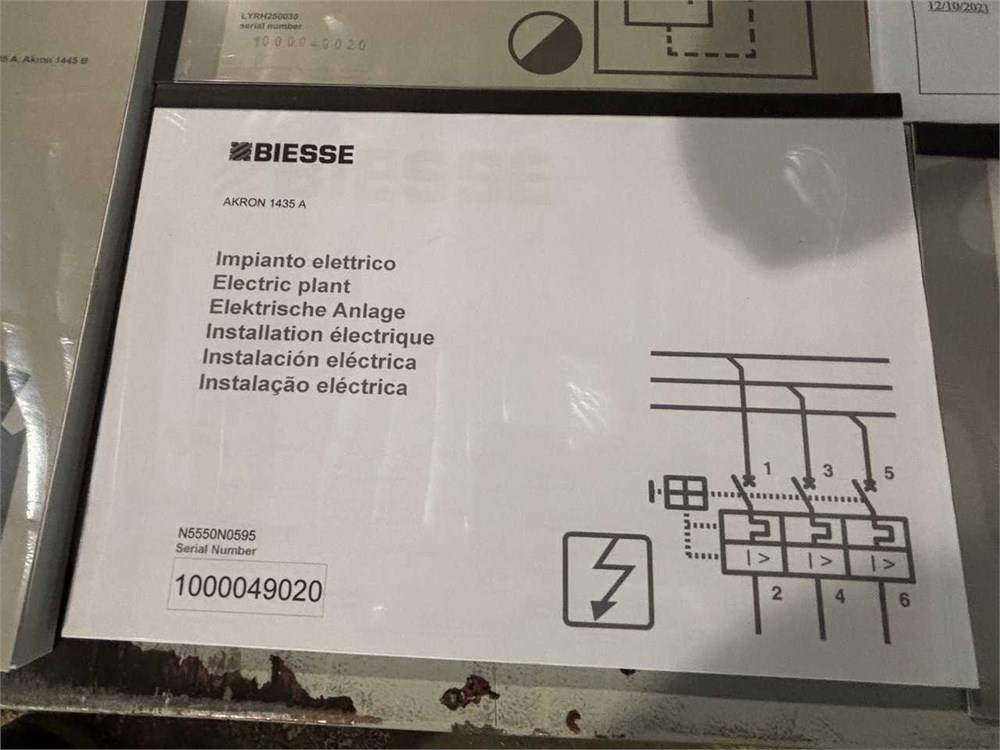 LYRH250030
serial number
1000049020
12/10/2021
A. Akron 1445 B
BIESSE
AKRON 1435 A
Impianto elettrico
Electric plant
Elektrische Anlage
Installation électrique
Instalación eléctrica
Instalação eléctrica
1 3 5
I > I > I >
2 4 6
N5550N0595
Serial Number
1000049020